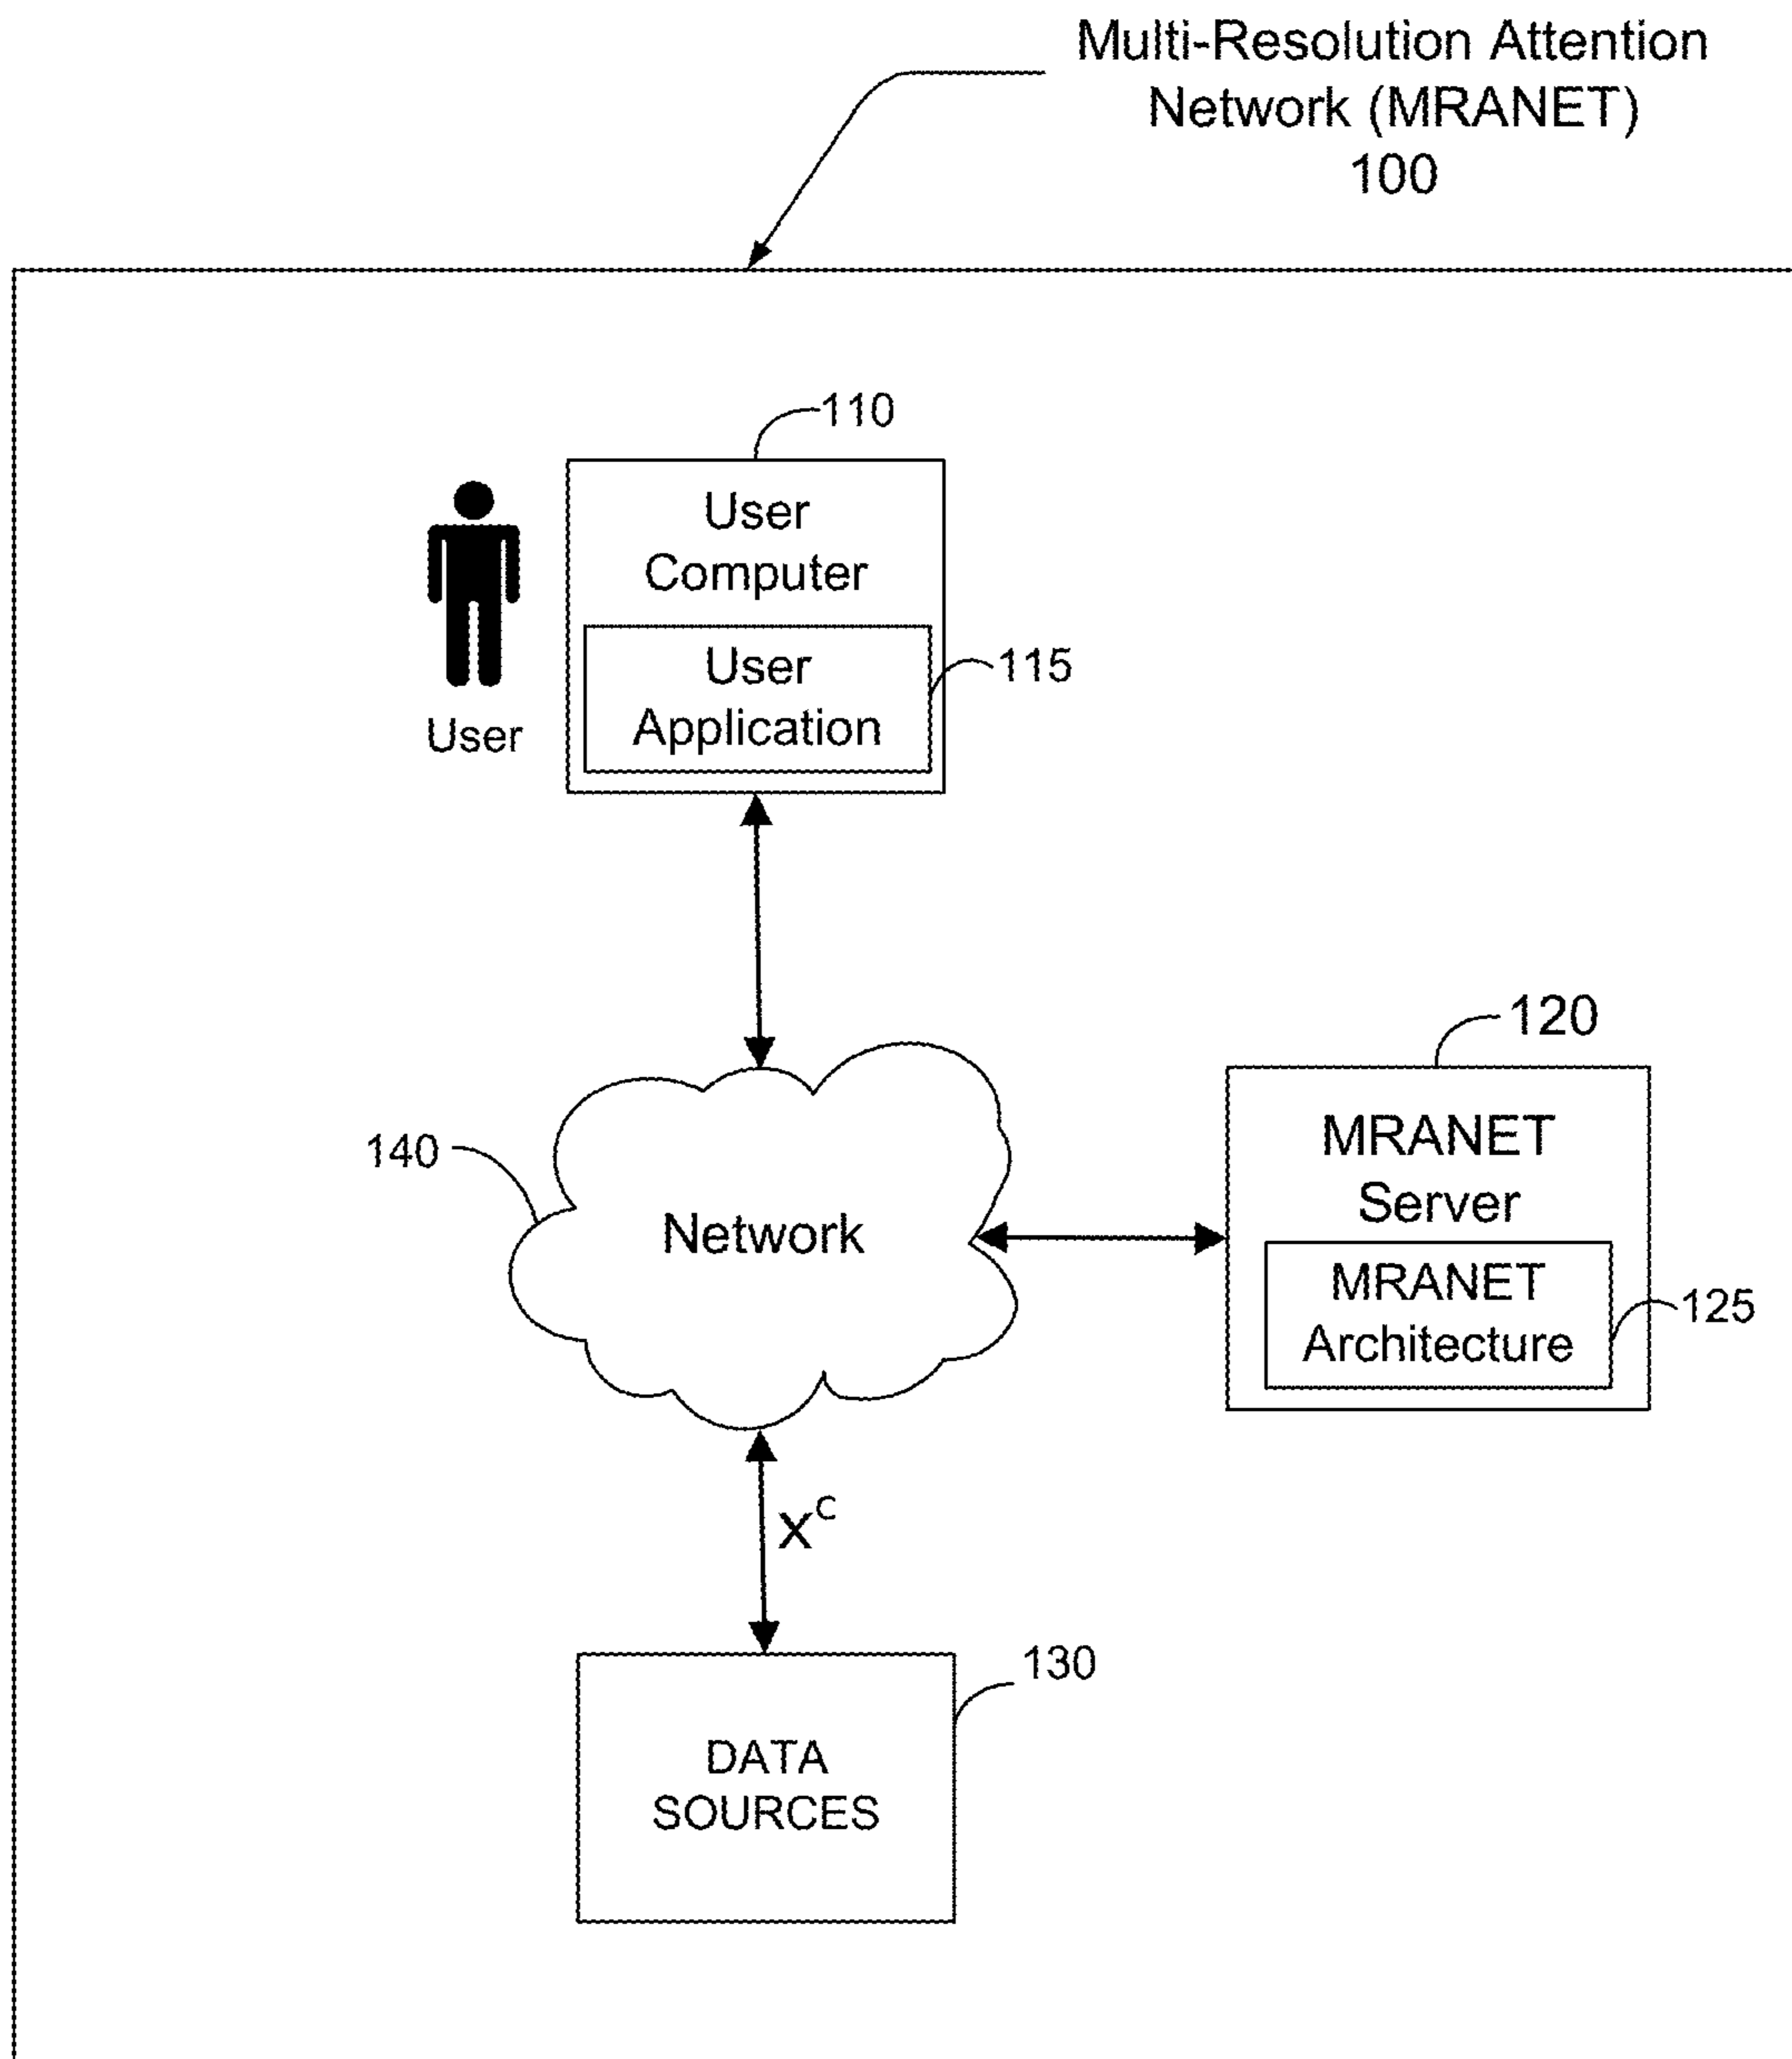 Multi-Resolution Attention
Network (MRANET)
100
110
User
Computer
User
Application
115
User
120
MRANET
Server
MRANET
Architecture
125
140
Network
x^c
130
DATA
SOURCES